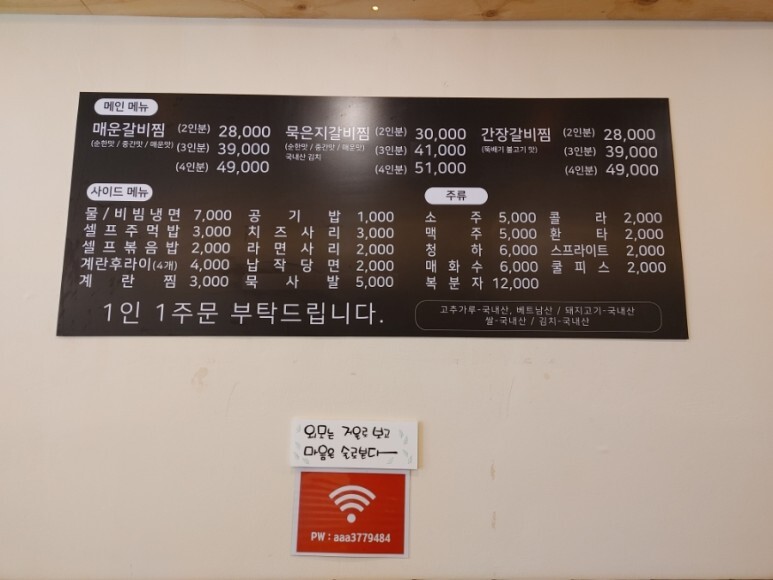 메인 메뉴
매운갈비찜 (2인분) 28,000
(순한맛 / 중간맛 / 매운맛) (3인분) 39,000
(4인분) 49,000
묵은지갈비찜 (2인분) 30,000
(순한맛 / 중간맛 / 매운맛) (3인분) 41,000
국내산 김치
(4인분) 51,000
간장갈비찜 (2인분) 28,000
(뚝배기 불고기 맛) (3인분) 39,000
(4인분) 49,000
사이드 메뉴
물/비빔냉면 7,000 공기밥 1,000
셀프주먹밥 3,000 치즈사리 3,000
셀프볶음밥 2,000 라면사리 2,000
계란후라이(4개) 4,000 납작당면 2,000
계란찜 3,000 묵사발 5,000
주류
소주 5,000 콜라 2,000
맥주 5,000 환타 2,000
청하 6,000 스프라이트 2,000
매화수 6,000 쿨피스 2,000
복분자 12,000
1인 1주문 부탁드립니다.
고추가루-국내산, 베트남산 / 돼지고기-국내산
쌀-국내산 / 김치-국내산
외모는 거울로 보고
마음은 술로본다
PW : aaa3779484